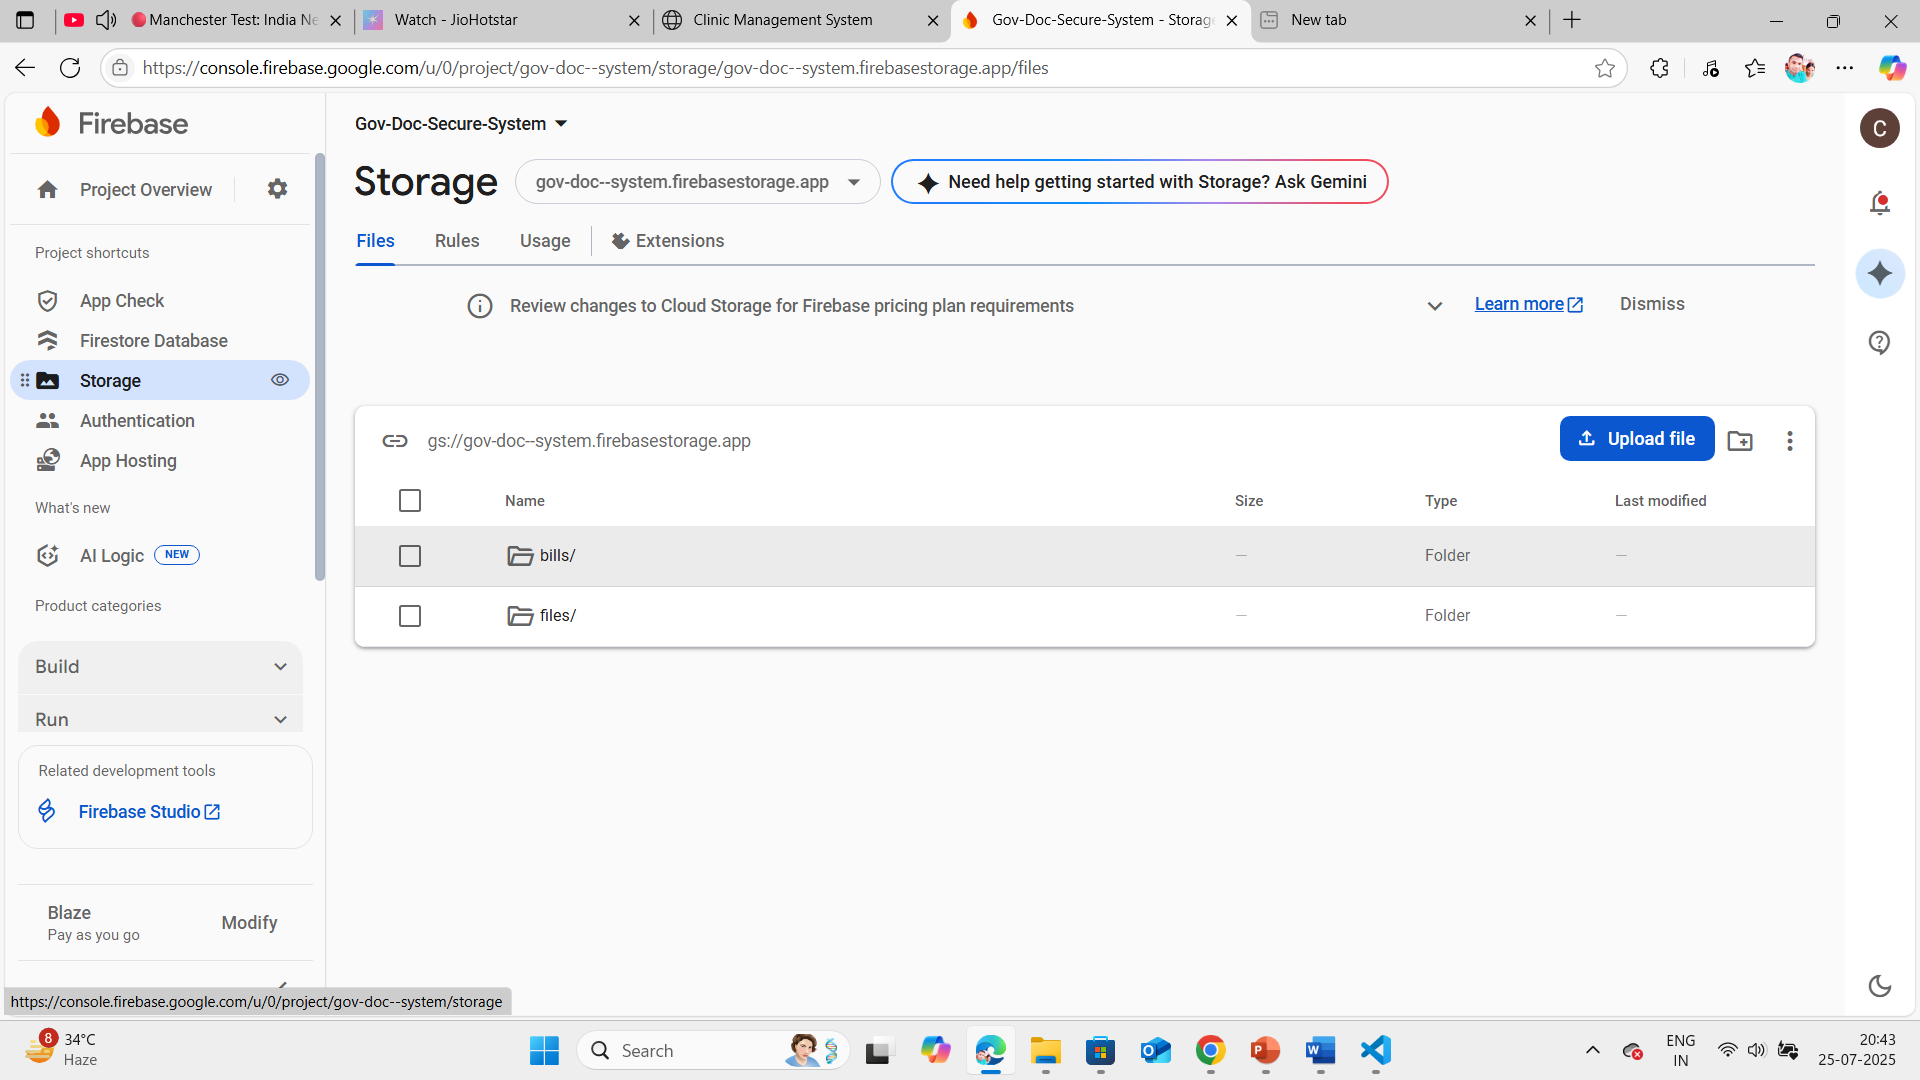 Manchester Test: India Ne
Watch - JioHotstar
Clinic Management System
Gov-Doc-Secure-System - Storag
New tab
https://console.firebase.google.com/u/0/project/gov-doc--system/storage/gov-doc--system.firebasestorage.app/files
Firebase
Gov-Doc-Secure-System
C
Project Overview
Storage
gov-doc--system.firebasestorage.app
Need help getting started with Storage? Ask Gemini
Project shortcuts
Files
Rules
Usage
Extensions
App Check
Firestore Database
Storage
Authentication
App Hosting
Review changes to Cloud Storage for Firebase pricing plan requirements
Learn more
Dismiss
gs://gov-doc--system.firebasestorage.app
Upload file
What's new
AI Logic
NEW
Name
Size
Type
Last modified
bills/
—
Folder
—
files/
—
Folder
—
Product categories
Build
Run
Related development tools
Firebase Studio
Blaze
Pay as you go
Modify
https://console.firebase.google.com/u/0/project/gov-doc--system/storage
8
34°C
Haze
Search
ENG
IN
20:43
25-07-2025